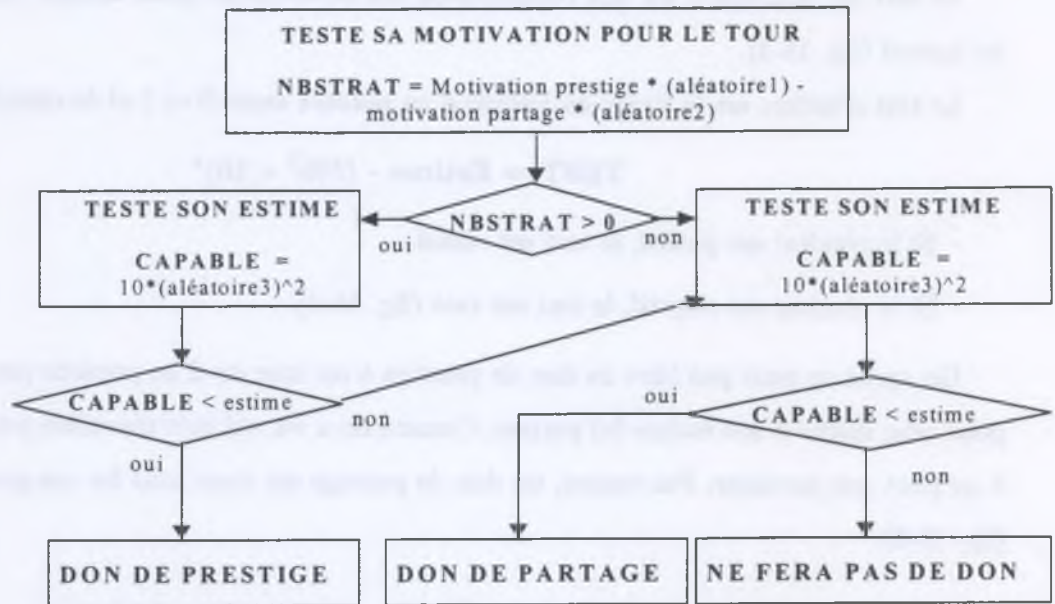 TESTE SA MOTIVATION POUR LE TOUR
NBSTRAT = Motivation prestige * (aléatoire1) -
motivation partage * (aléatoire2)
NBSTRAT > 0
oui
non
TESTE SON ESTIME
CAPABLE =
10*(aléatoire3)^2
TESTE SON ESTIME
CAPABLE =
10*(aléatoire3)^2
CAPABLE < estime
non
oui
oui
CAPABLE < estime
non
DON DE PRESTIGE
DON DE PARTAGE
NE FERA PAS DE DON